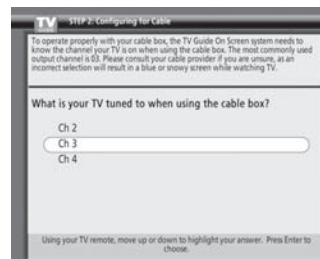 TV STEP 2: Configuring for Cable
To operate properly with your cable box, the TV Guide On Screen system needs to
know the channel your TV is on when using the cable box. The most commonly used
output channel is 03. Please consult your cable provider if you are unsure, as an
incorrect selection will result in a blue or snowy screen while watching TV.
What is your TV tuned to when using the cable box?
Ch 2
Ch 3
Ch 4
Using your TV remote, move up or down to highlight your answer. Press Enter to
choose.